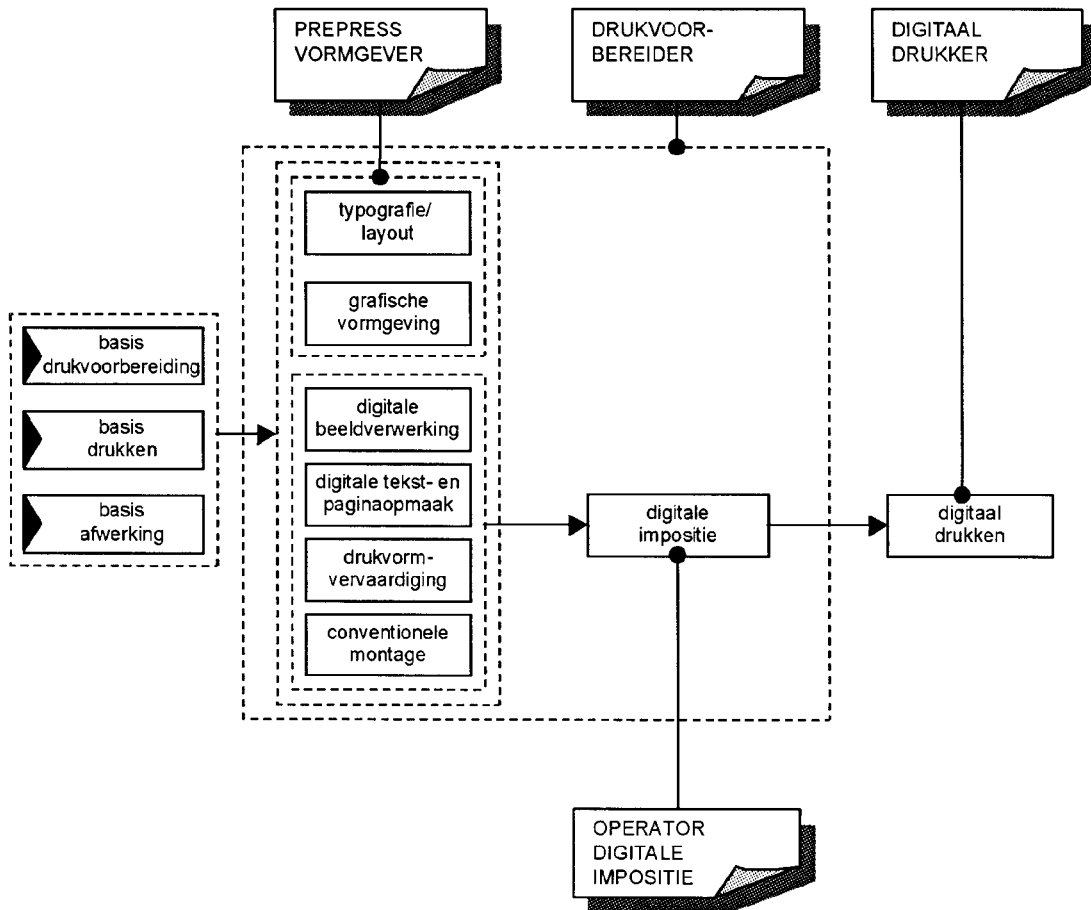 PREPRESS
VORMGEVER
DRUKVOOR-
BEREIDER
DIGITAAL
DRUKKER
typografie/
layout
grafische
vormgeving
basis
drukvoorbereiding
basis
drukken
basis
afwerking
digitale
beeldverwerking
digitale tekst- en
paginaopmaak
drukvorm-
vervaardiging
conventionele
montage
digitale
impositie
digitaal
drukken
OPERATOR
DIGITALE
IMPOSITIE